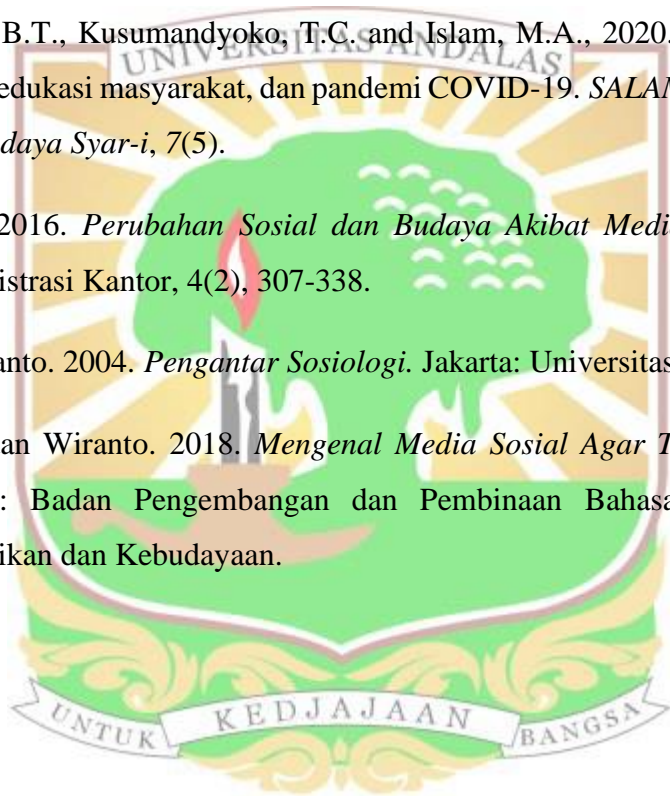 B.T., Kusumandyoko, T.C. and Islam, M.A., 2020.
UNIVERSITAS ANDALAS
edukasi masyarakat, dan pandemi COVID-19. SALAM
daya Syar-i, 7(5).
2016. Perubahan Sosial dan Budaya Akibat Medi
istrasi Kantor, 4(2), 307-338.
anto. 2004. Pengantar Sosiologi. Jakarta: Universitas
an Wiranto. 2018. Mengenal Media Sosial Agar T
: Badan Pengembangan dan Pembinaan Bahasa
ikan dan Kebudayaan.
UNTUK KEDJAJAAN BANGSA